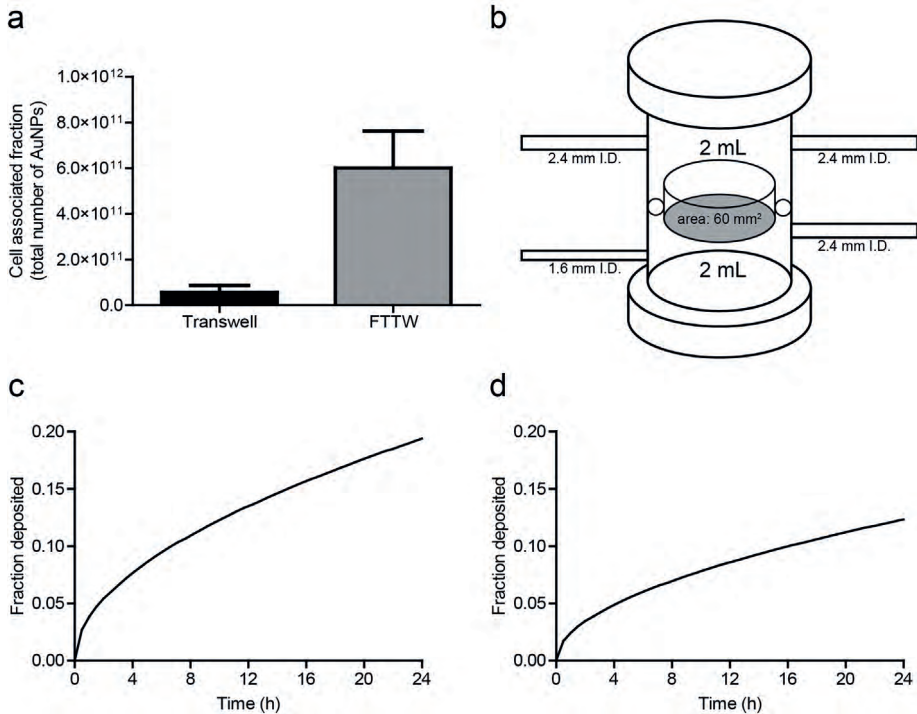 a
1.0×10¹²
8.0×10¹¹
6.0×10¹¹
4.0×10¹¹
2.0×10¹¹
0.0
Cell associated fraction
(total number of AuNPs)
Transwell
FTTW
b
2 mL
2.4 mm I.D.
2.4 mm I.D.
area: 60 mm²
2.4 mm I.D.
1.6 mm I.D.
2 mL
c
0.20
0.15
0.10
0.05
0.00
Fraction deposited
0 4 8 12 16 20 24
Time (h)
d
0.20
0.15
0.10
0.05
0.00
Fraction deposited
0 4 8 12 16 20 24
Time (h)